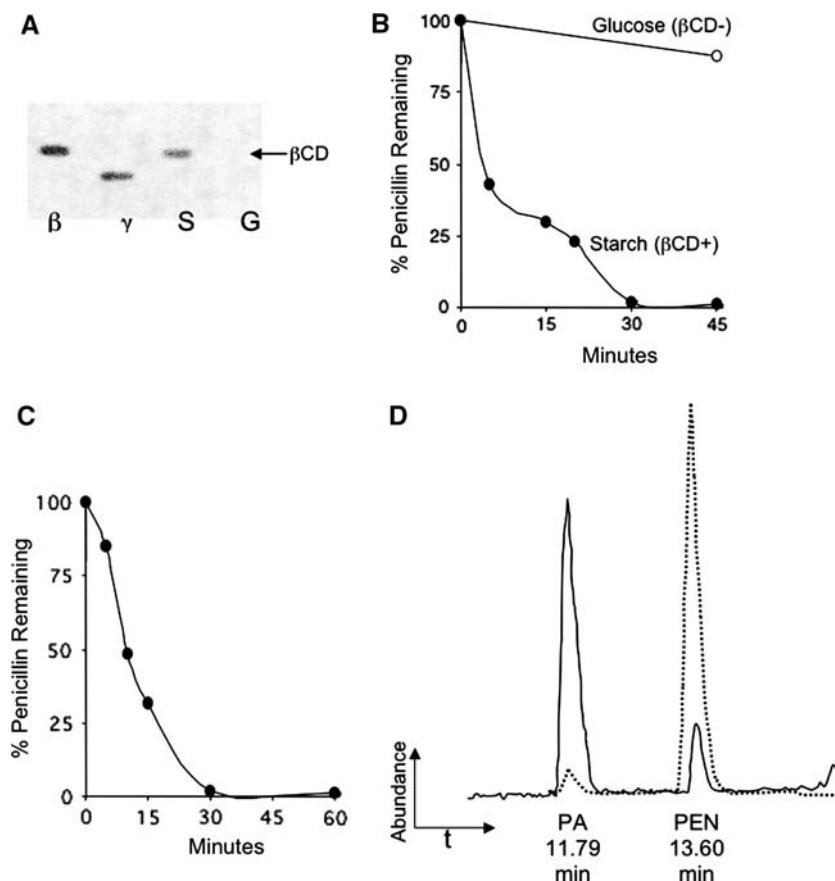 A
βCD
β γ S G
B
% Penicillin Remaining
100
75
50
25
0
Glucose (βCD-)
Starch (βCD+)
0 15 30 45
Minutes
C
% Penicillin Remaining
100
75
50
25
0
0 15 30 45 60
Minutes
D
Abundance
t
PA PEN
11.79 13.60
min min